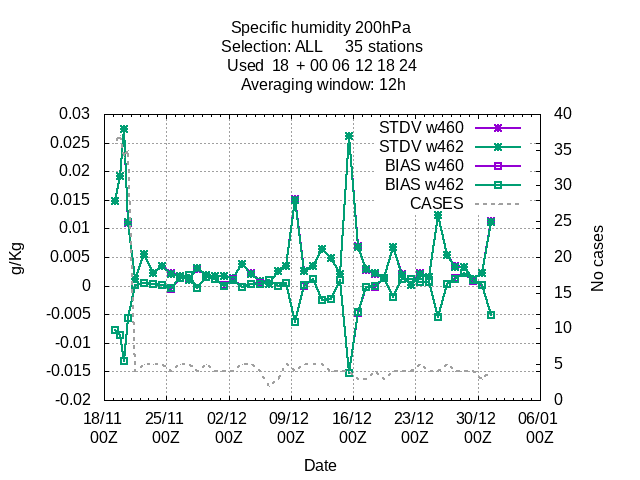 Specific humidity 200hPa
Selection: ALL 35 stations
Used 18 + 00 06 12 18 24
Averaging window: 12h
0.03
0.025
0.02
0.015
0.01
0.005
0
-0.005
-0.01
-0.015
-0.02
g/Kg
STDV w460
STDV w462
BIAS w460
BIAS w462
CASES
40
35
30
25
20
15
10
5
0
No cases
18/11 25/11 02/12 09/12 16/12 23/12 30/12 06/01
00Z 00Z 00Z 00Z 00Z 00Z 00Z 00Z
Date